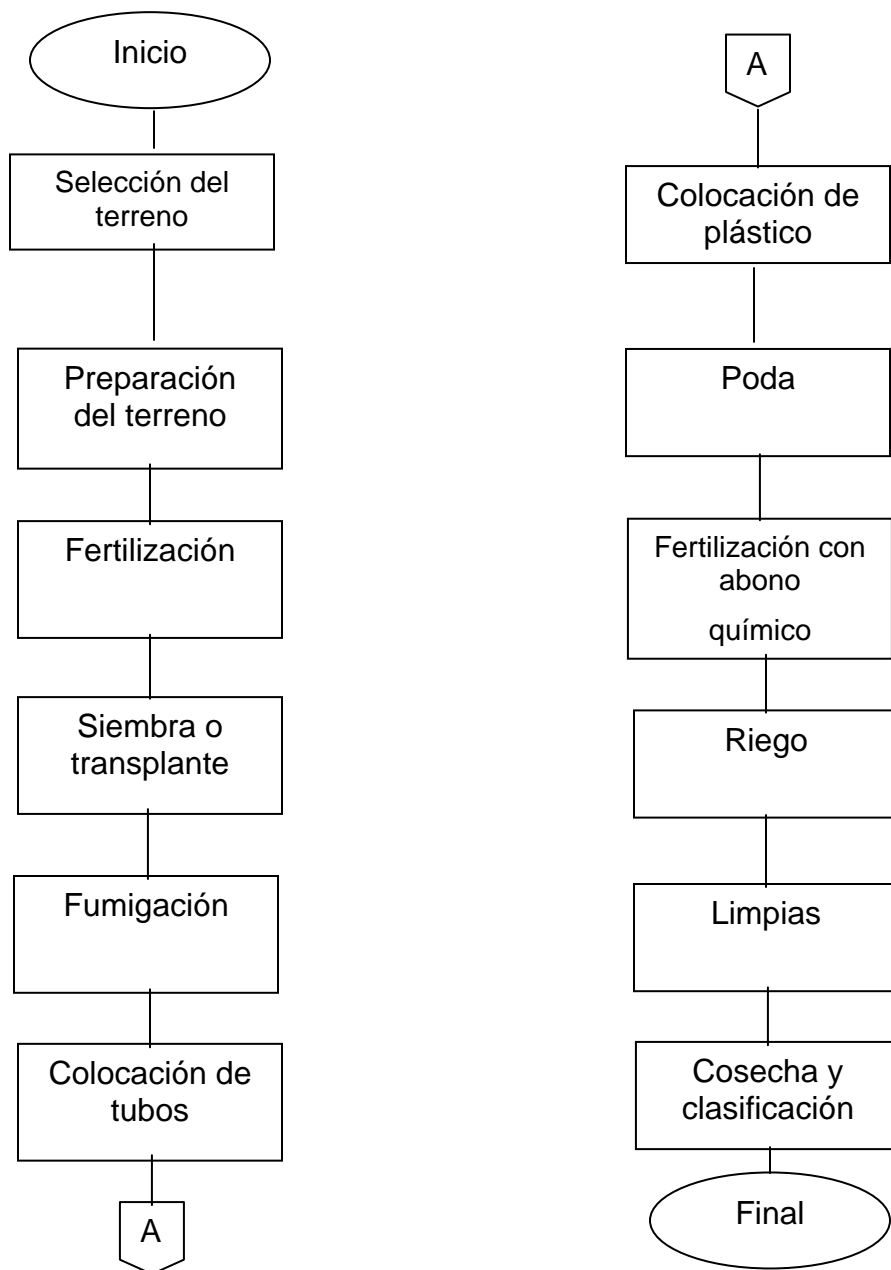 Inicio
Selección del
terreno
Preparación
del terreno
Fertilización
Siembra o
transplante
Fumigación
Colocación de
tubos
A
A
Colocación de
plástico
Poda
Fertilización con
abono
químico
Riego
Limpias
Cosecha y
clasificación
Final